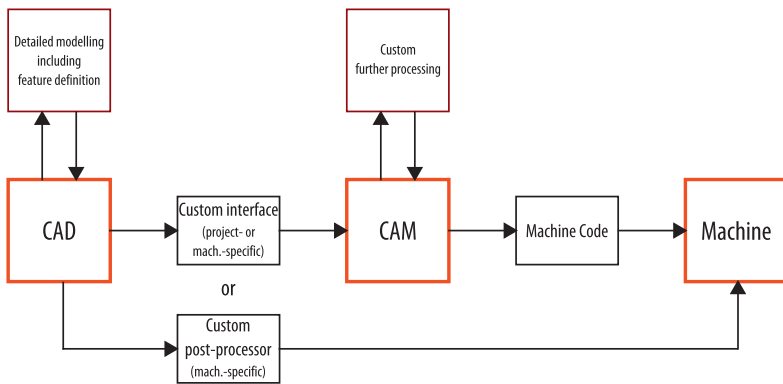 Detailed modelling
including
feature definition
Custom
further processing
CAD
Custom interface
(project- or
mach.-specific)
CAM
Machine Code
Machine
or
Custom
post-processor
(mach.-specific)